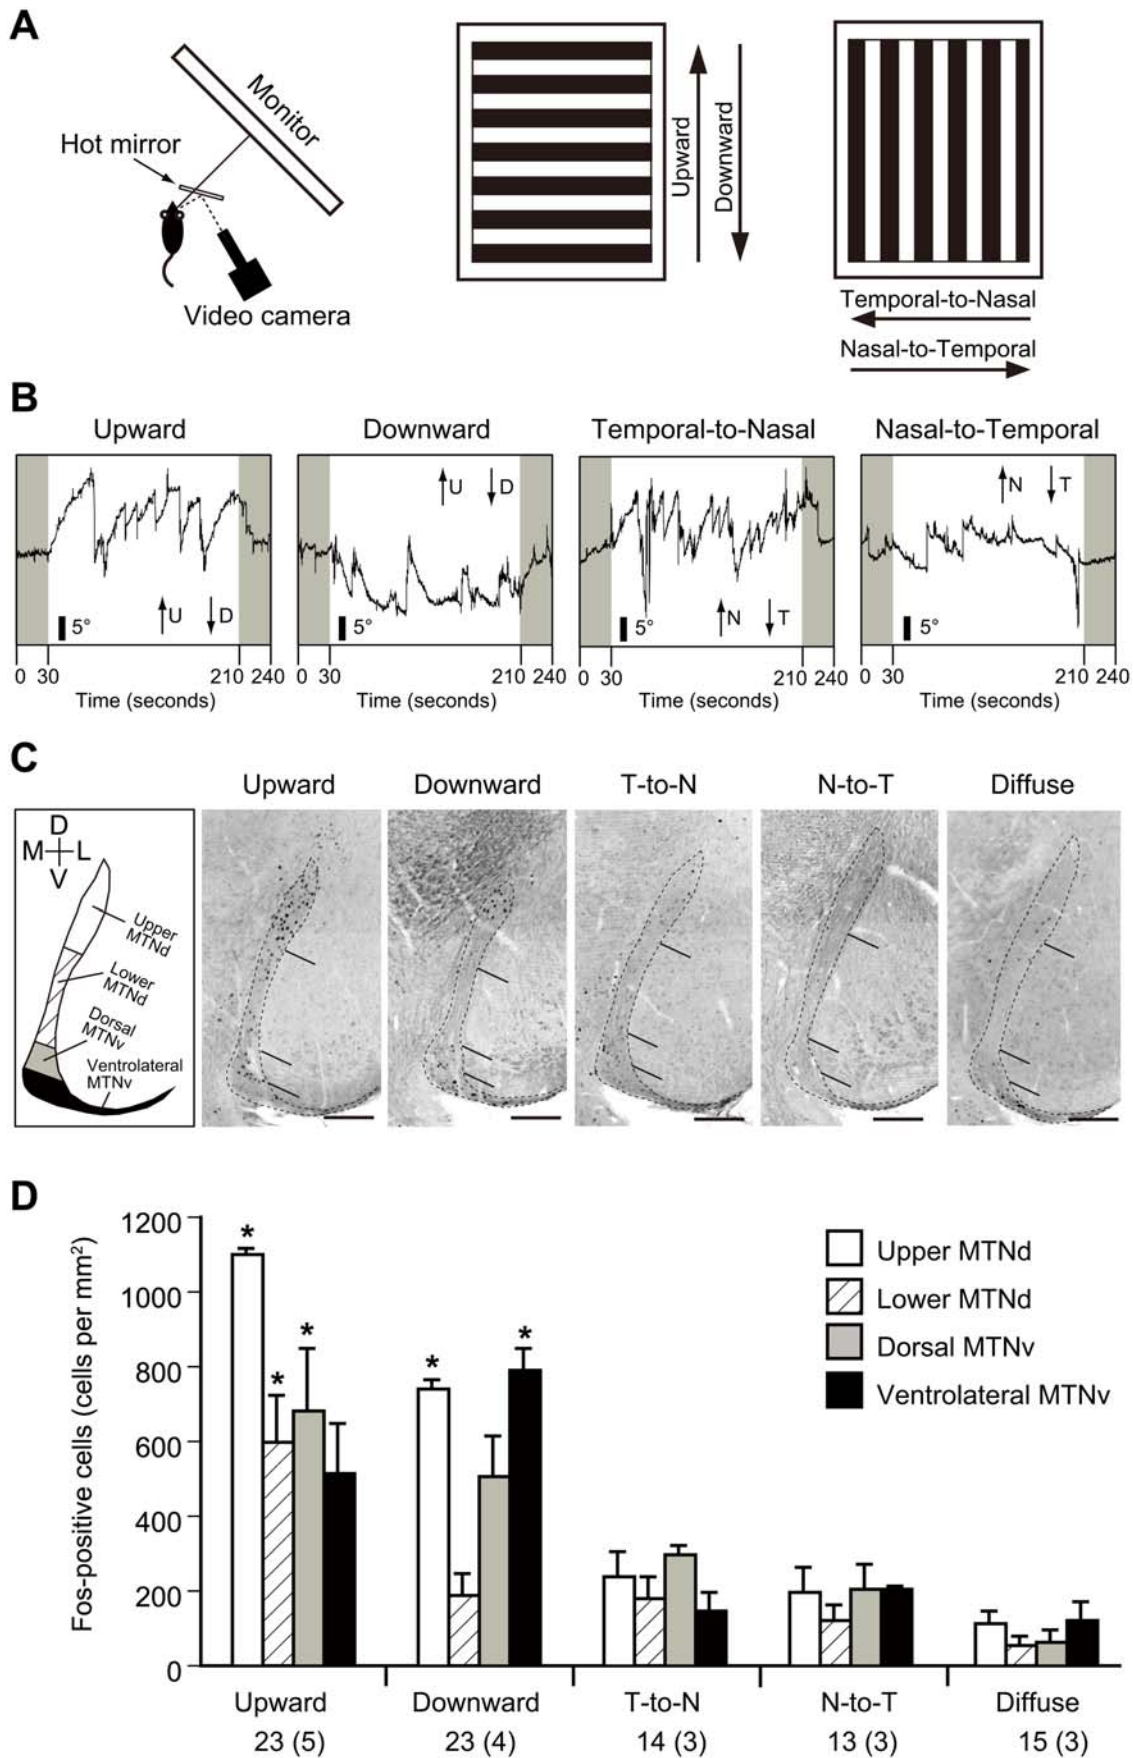 A
Monitor
Hot mirror
Video camera
Upward
Downward
Temporal-to-Nasal
Nasal-to-Temporal
B
Upward
Downward
Temporal-to-Nasal
Nasal-to-Temporal
U D
5°
0 30 210 240
Time (seconds)
U D
5°
0 30 210 240
Time (seconds)
N T
5°
0 30 210 240
Time (seconds)
N T
5°
0 30 210 240
Time (seconds)
C
Upward
Downward
T-to-N
N-to-T
Diffuse
D
M L
V
Upper
MTNd
Lower
MTNd
Dorsal
MTNv
Ventrolateral
MTNv
D
Fos-positive cells (cells per mm²)
1200
1000
800
600
400
200
0
* * * * *
Upper MTNd
Lower MTNd
Dorsal MTNv
Ventrolateral MTNv
Upward Downward T-to-N N-to-T Diffuse
23 (5) 23 (4) 14 (3) 13 (3) 15 (3)